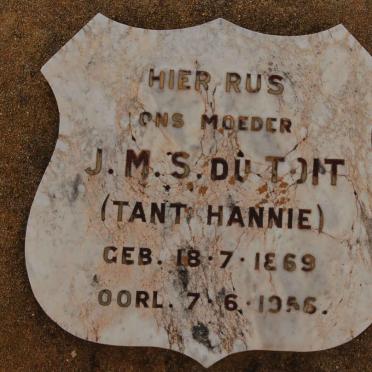 HIER RUS
ONS MOEDER
J. M. S. DU TOIT
(TANT HANNIE)
GEB. 18·7·1869
OORL. 7·6·1956.